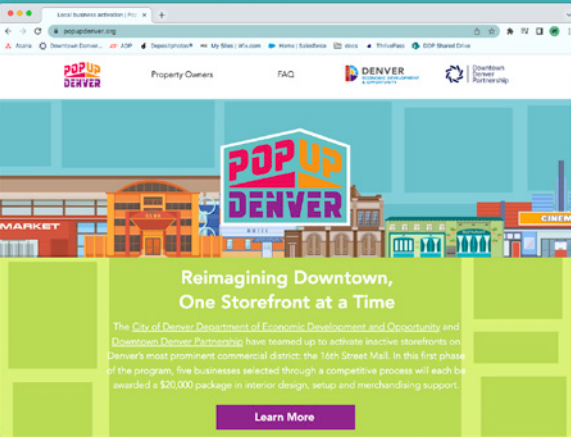 Local business activation | Pop
popupdenver.org
Asana
Downtown Denver...
ADP
Depositphotos®
My Sites | Wix.com
Home | Salesforce
docs
ThrivePass
DDP Shared Drive
POP UP
DENVER
Property Owners
FAQ
DENVER
ECONOMIC DEVELOPMENT
& OPPORTUNITY
Downtown
Denver
Partnership
POP UP
DENVER
MARKET
CINEM
Reimagining Downtown,
One Storefront at a Time
The City of Denver Department of Economic Development and Opportunity and
Downtown Denver Partnership have teamed up to activate inactive storefronts on
Denver's most prominent commercial district: the 16th Street Mall. In this first phase
of the program, five businesses selected through a competitive process will each be
awarded a $20,000 package in interior design, setup and merchandising support.
Learn More